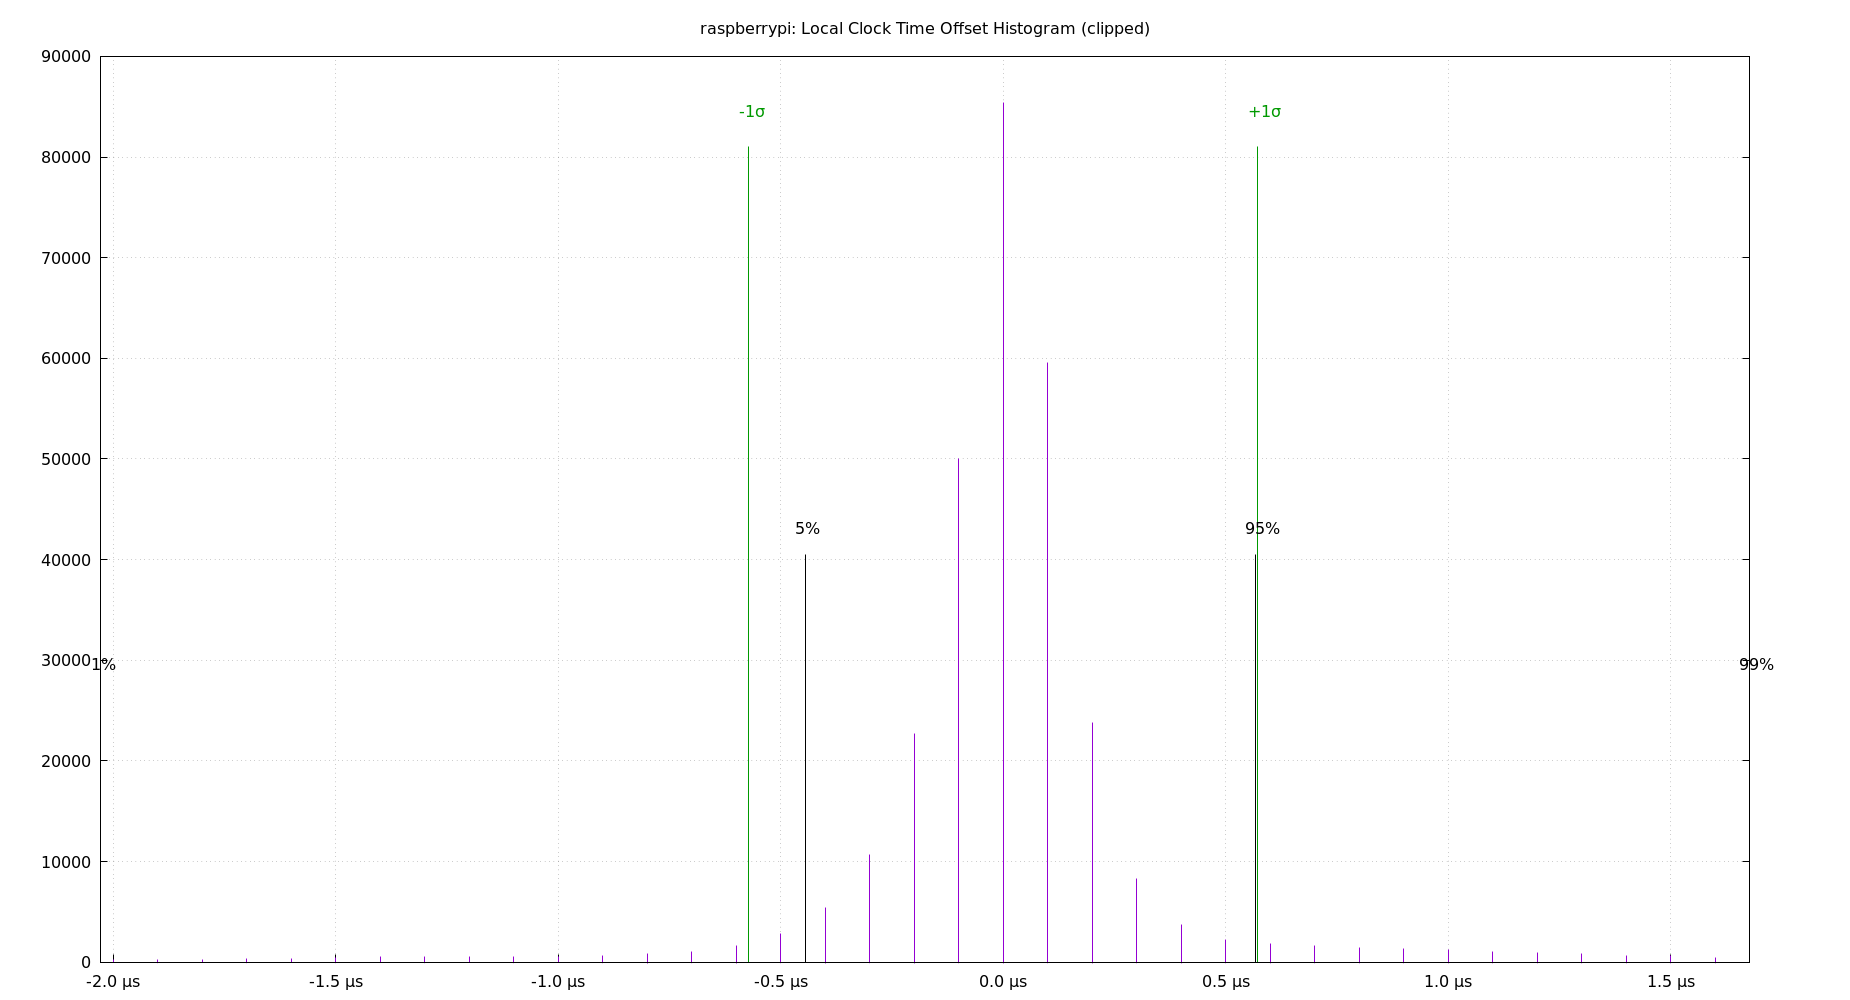 raspberrypi: Local Clock Time Offset Histogram (clipped)
90000
-1σ
+1σ
80000
70000
60000
50000
5%
95%
40000
30000
1%
99%
20000
10000
0
-2.0 µs
-1.5 µs
-1.0 µs
-0.5 µs
0.0 µs
0.5 µs
1.0 µs
1.5 µs